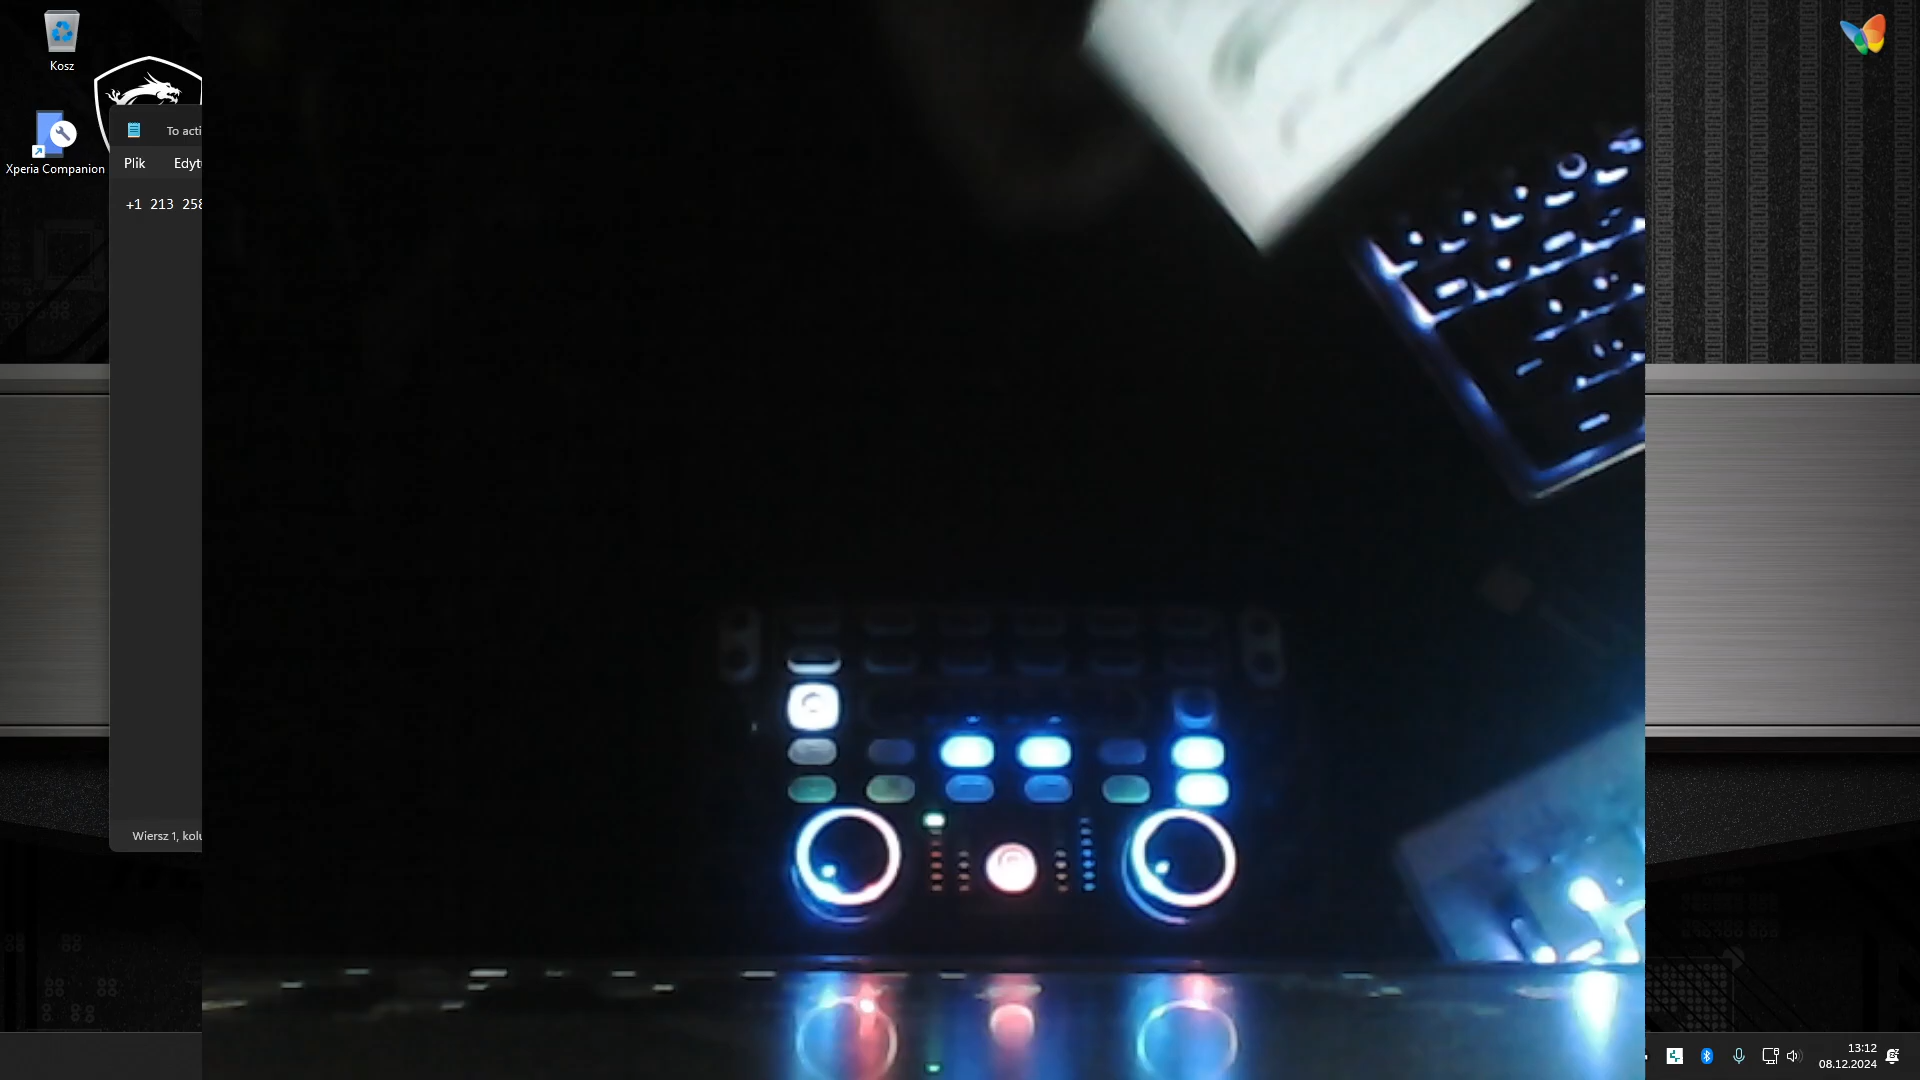 Kosz
Xperia Companion
To acti
Plik Edyt
+1 213 258
Wiersz 1, kolu
13:12
08.12.2024